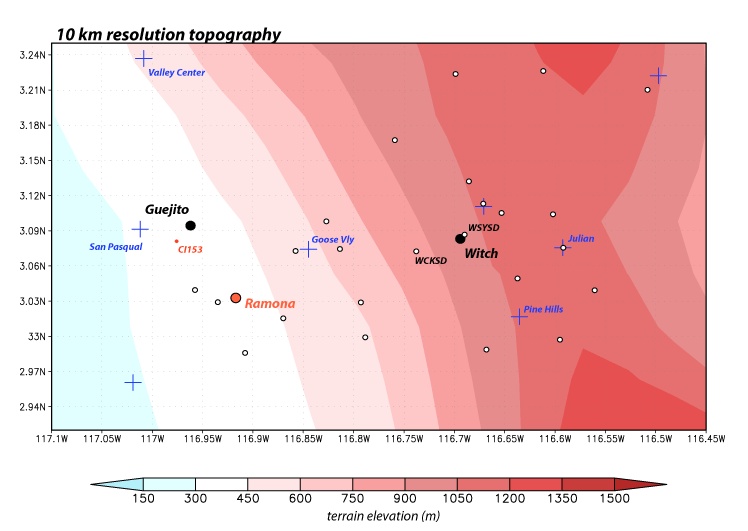 10 km resolution topography
3.24N
3.21N
3.18N
3.15N
3.12N
3.09N
3.06N
3.03N
33N
2.97N
2.94N
Valley Center
Guejito
San Pasqual
CI153
Goose Vly
WSYSD
WCKSD
Witch
Julian
Ramona
Pine Hills
117.1W 117.05W 117W 116.95W 116.9W 116.85W 116.8W 116.75W 116.7W 116.65W 116.6W 116.55W 116.5W 116.45W
150 300 450 600 750 900 1050 1200 1350 1500
terrain elevation (m)